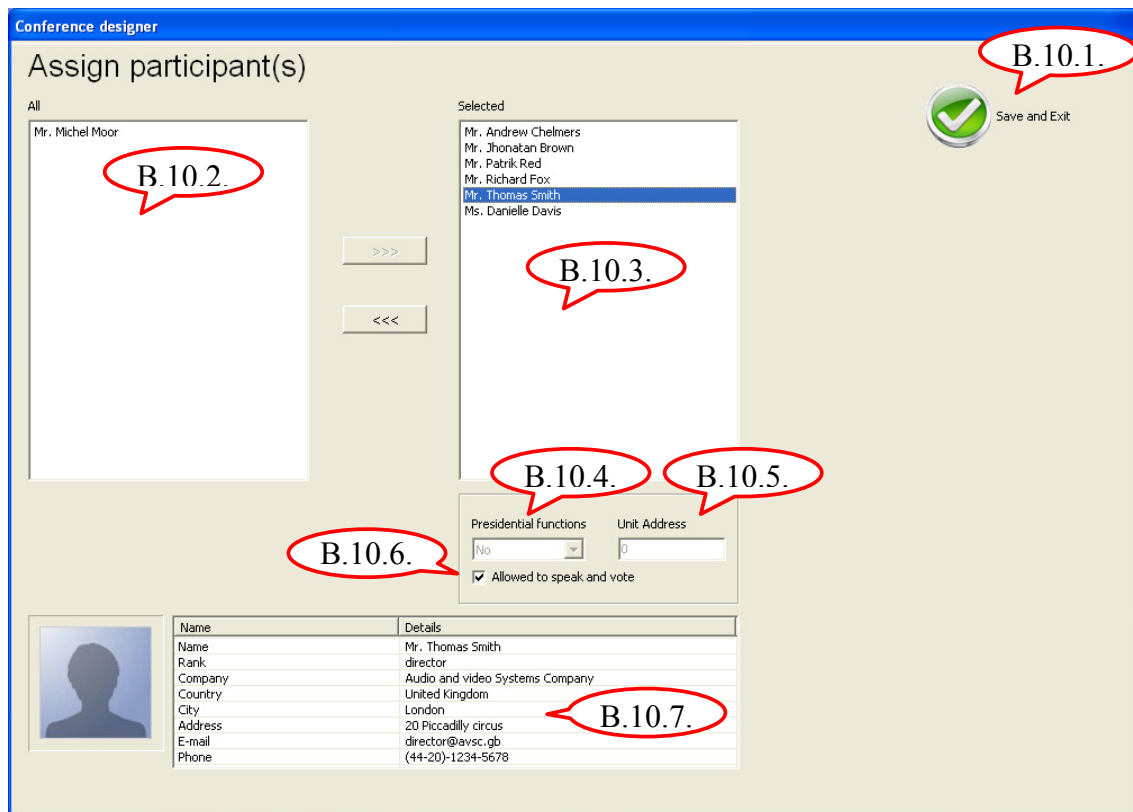 Conference designer
Assign participant(s)
B.10.1.
Save and Exit
All
Selected
Mr. Michel Moor
B.10.2.
Mr. Andrew Chelmers
Mr. Jhonatan Brown
Mr. Patrik Red
Mr. Richard Fox
Mr. Thomas Smith
Ms. Danielle Davis
>>>
<<<
B.10.3.
B.10.4.
B.10.5.
Presidential functions
Unit Address
No
0
B.10.6.
Allowed to speak and vote
Name Details
Name Mr. Thomas Smith
Rank director
Company Audio and video Systems Company
Country United Kingdom
City London
Address 20 Piccadilly circus
E-mail director@avsc.gb
Phone (44-20)-1234-5678
B.10.7.